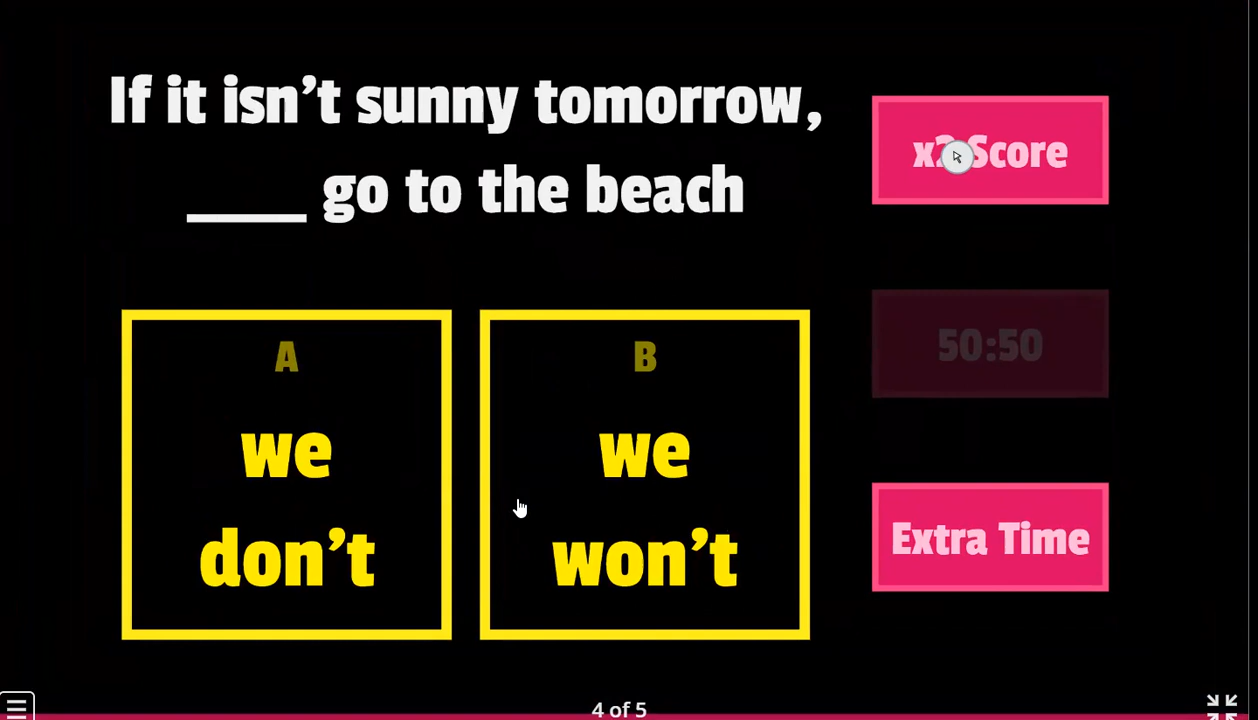 If it isn't sunny tomorrow,
____ go to the beach
x2 Score
50:50
Extra Time
A
we
don't
B
we
won't
4 of 5